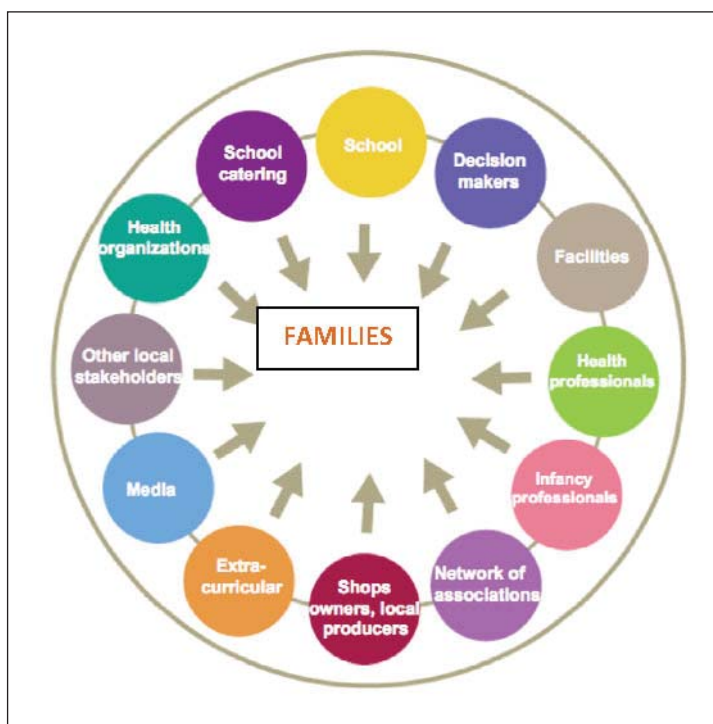 School
School
catering
Decision
makers
Health
organizations
Facilities
FAMILIES
Other local
stakeholders
Health
professionals
Media
Infancy
professionals
Extra-
curricular
Shops
owners, local
producers
Network of
associations